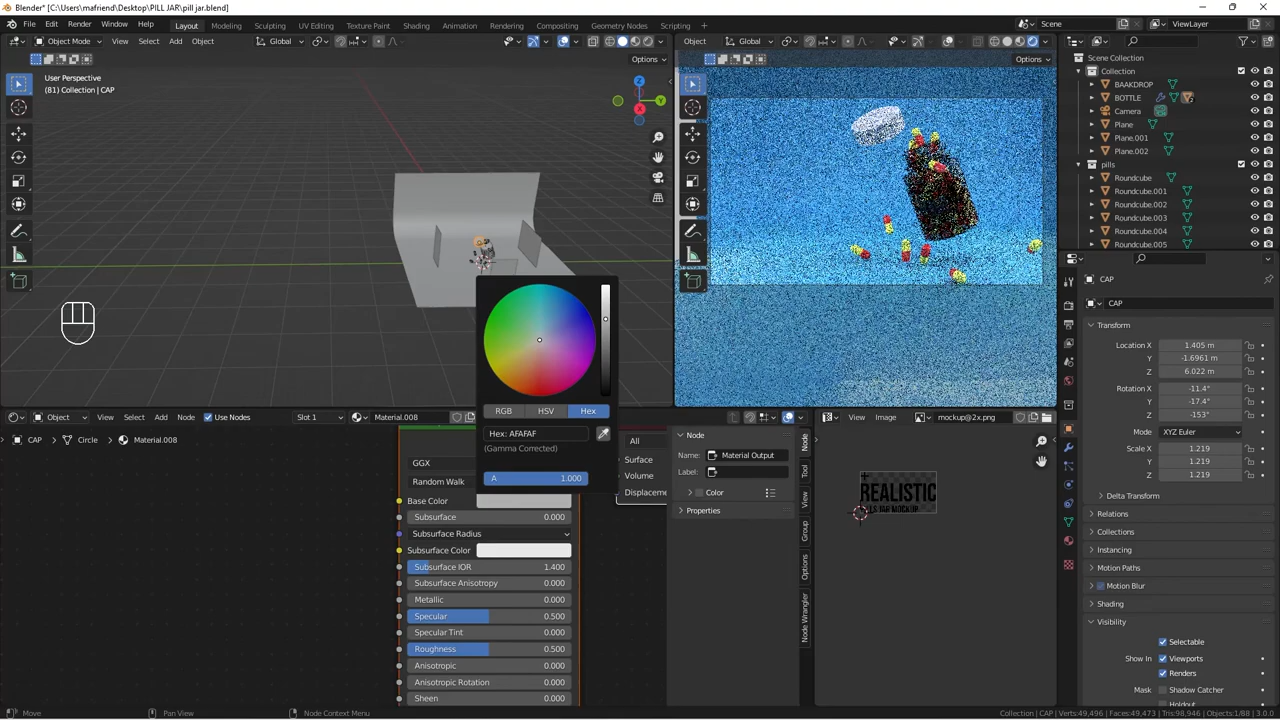 Blender* [C:\Users\mafriend\Desktop\PILL JAR\pill jar.blend]
File Edit Render Window Help Layout Modeling Sculpting UV Editing Texture Paint Shading Animation Rendering Compositing Geometry Nodes Scripting + Scene ViewLayer
Object Mode View Select Add Object Global
Options
User Perspective
(81) Collection | CAP
X
Y
Z
Object Global
Options
Scene Collection
Collection
BAAKDROP
BOTTLE
Camera
Plane
Plane.001
Plane.002
pills
Roundcube
Roundcube.001
Roundcube.002
Roundcube.003
Roundcube.004
Roundcube.005
CAP
CAP
Transform
Location X 1.405 m
Y -1.6961 m
Z 6.022 m
Rotation X -11.4°
Y -17.4°
Z -153°
Mode XYZ Euler
Scale X 1.219
Y 1.219
Z 1.219
Delta Transform
Relations
Collections
Instancing
Motion Paths
Motion Blur
Shading
Visibility
Selectable
Show In Viewports
Renders
Mask Shadow Catcher
Holdout
RGB HSV Hex
Hex: AFAFAF
(Gamma Corrected)
A 1.000
Object View Select Add Node Use Nodes Slot 1 Material.008
CAP Circle Material.008
GGX
Random Walk
Base Color
Subsurface 0.000
Subsurface Radius
Subsurface Color
Subsurface IOR 1.400
Subsurface Anisotropy 0.000
Metallic 0.000
Specular 0.500
Specular Tint 0.000
Roughness 0.500
Anisotropic 0.000
Anisotropic Rotation 0.000
Sheen 0.000
All
Surface
Volume
Displaceme
Node
Name: Material Output
Label:
Color
Properties
Node
Tool
View
Group
Options
Node Wrangler
View Image mockup@2x.png
REALISTIC
LS JAR MOCKUP
Move Pan View Node Context Menu Collection | CAP Verts:49,496 | Faces:49,473 | Tris:98,946 | Objects:1/88 | 3.0.0